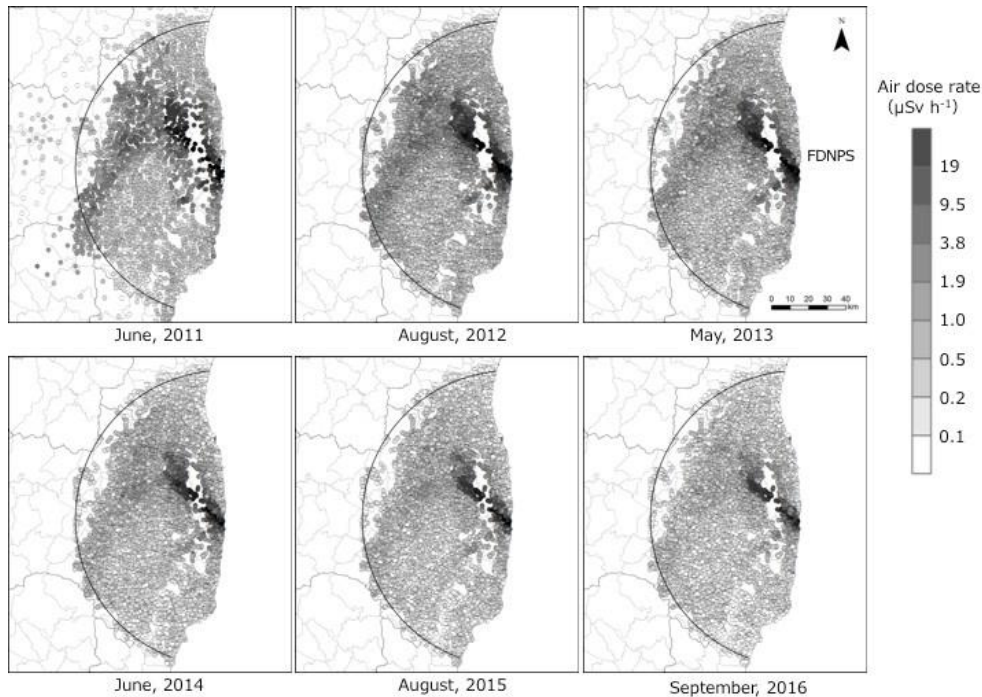 N
Air dose rate
(μSv h-1)
FDNPS
19
9.5
3.8
1.9
1.0
0.5
0.2
0.1
0 10 20 30 40
km
June, 2011
August, 2012
May, 2013
June, 2014
August, 2015
September, 2016